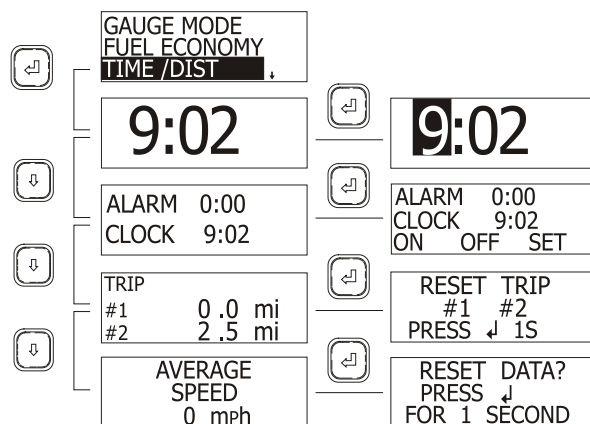 GAUGE MODE
FUEL ECONOMY
TIME /DIST ↓
9:02
9:02
ALARM 0:00
CLOCK 9:02
ALARM 0:00
CLOCK 9:02
ON OFF SET
TRIP
#1 0.0 mi
#2 2.5 mi
RESET TRIP
#1 #2
PRESS ↲ 1S
AVERAGE
SPEED
0 mPh
RESET DATA?
PRESS ↲
FOR 1 SECOND